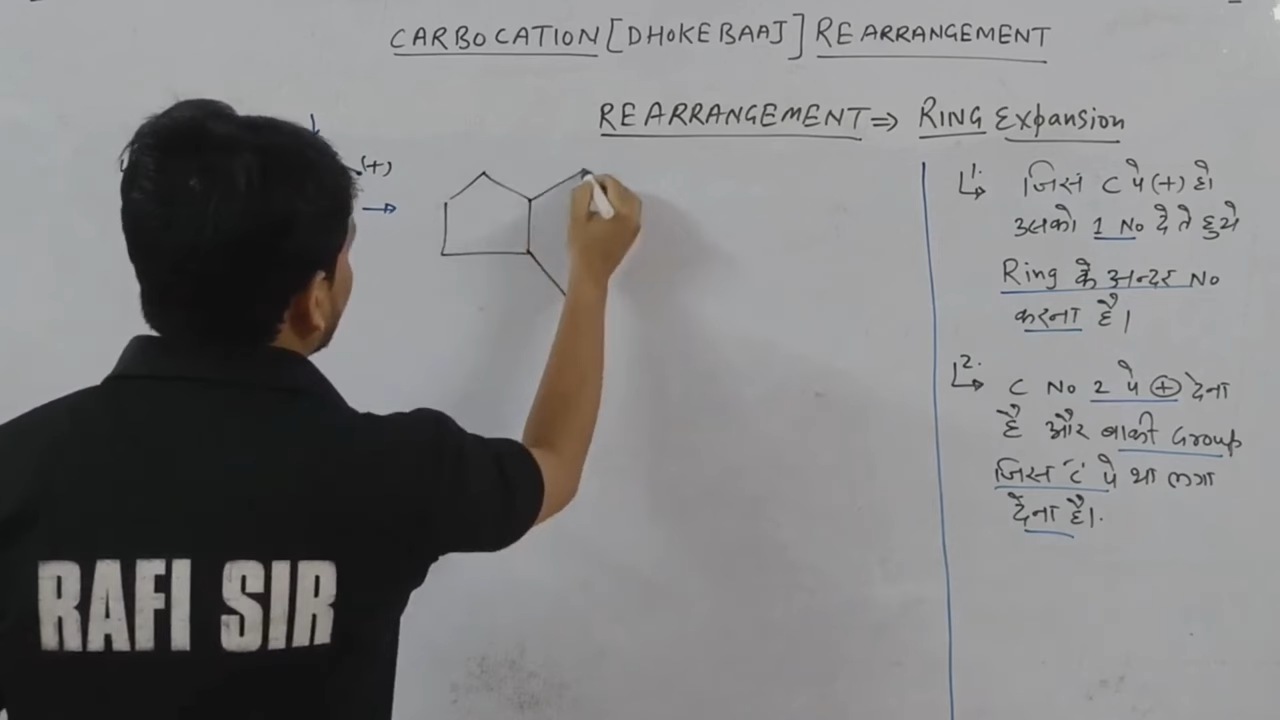 CARBOCATION [DHOKEBAAJ] REARRANGEMENT
REARRANGEMENT ⇒ RING Expansion
(+)
1. जिस C पे (+) हो
उसको 1 No देते हुये
Ring के अन्दर No
करना है।
2. C No 2 पे ⊕ देना
है और बाकी Group
जिस 'C' पे था लगा
देना है।
RAFI SIR